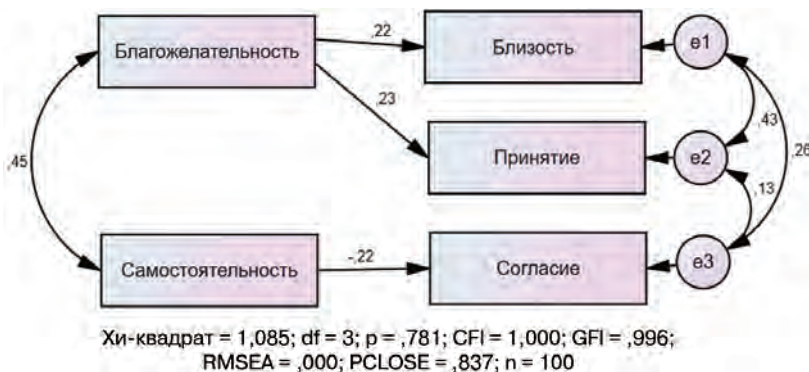 Благожелательность
,22
Близость
e1
,23
,43
,26
,45
Принятие
e2
,13
Самостоятельность
-,22
Согласие
e3
Хи-квадрат = 1,085; df = 3; p = ,781; CFI = 1,000; GFI = ,996;
RMSEA = ,000; PCLOSE = ,837; n = 100